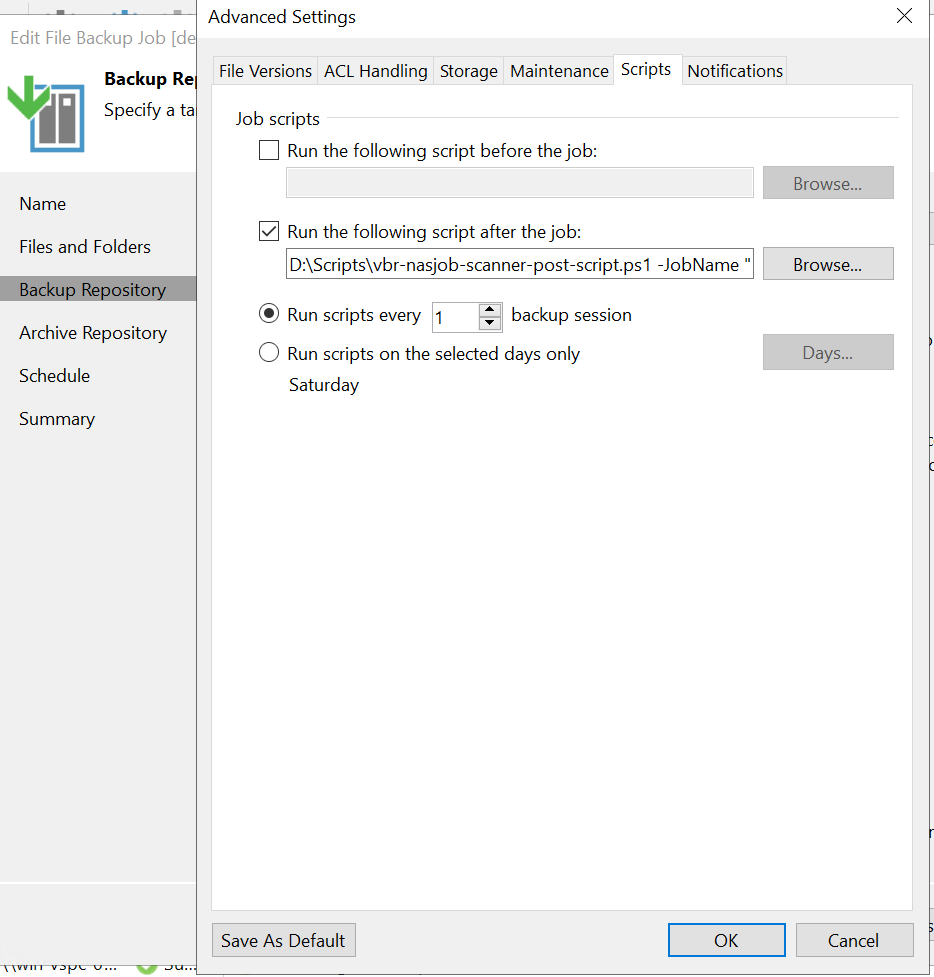 Advanced Settings
Edit File Backup Job [de
Backup Rep
Specify a ta
Name
Files and Folders
Backup Repository
Archive Repository
Schedule
Summary
File Versions
ACL Handling
Storage
Maintenance
Scripts
Notifications
Job scripts
Run the following script before the job:
Browse...
Run the following script after the job:
D:\Scripts\vbr-nasjob-scanner-post-script.ps1 -JobName "
Browse...
Run scripts every 1 backup session
Run scripts on the selected days only
Days...
Saturday
Save As Default
OK
Cancel